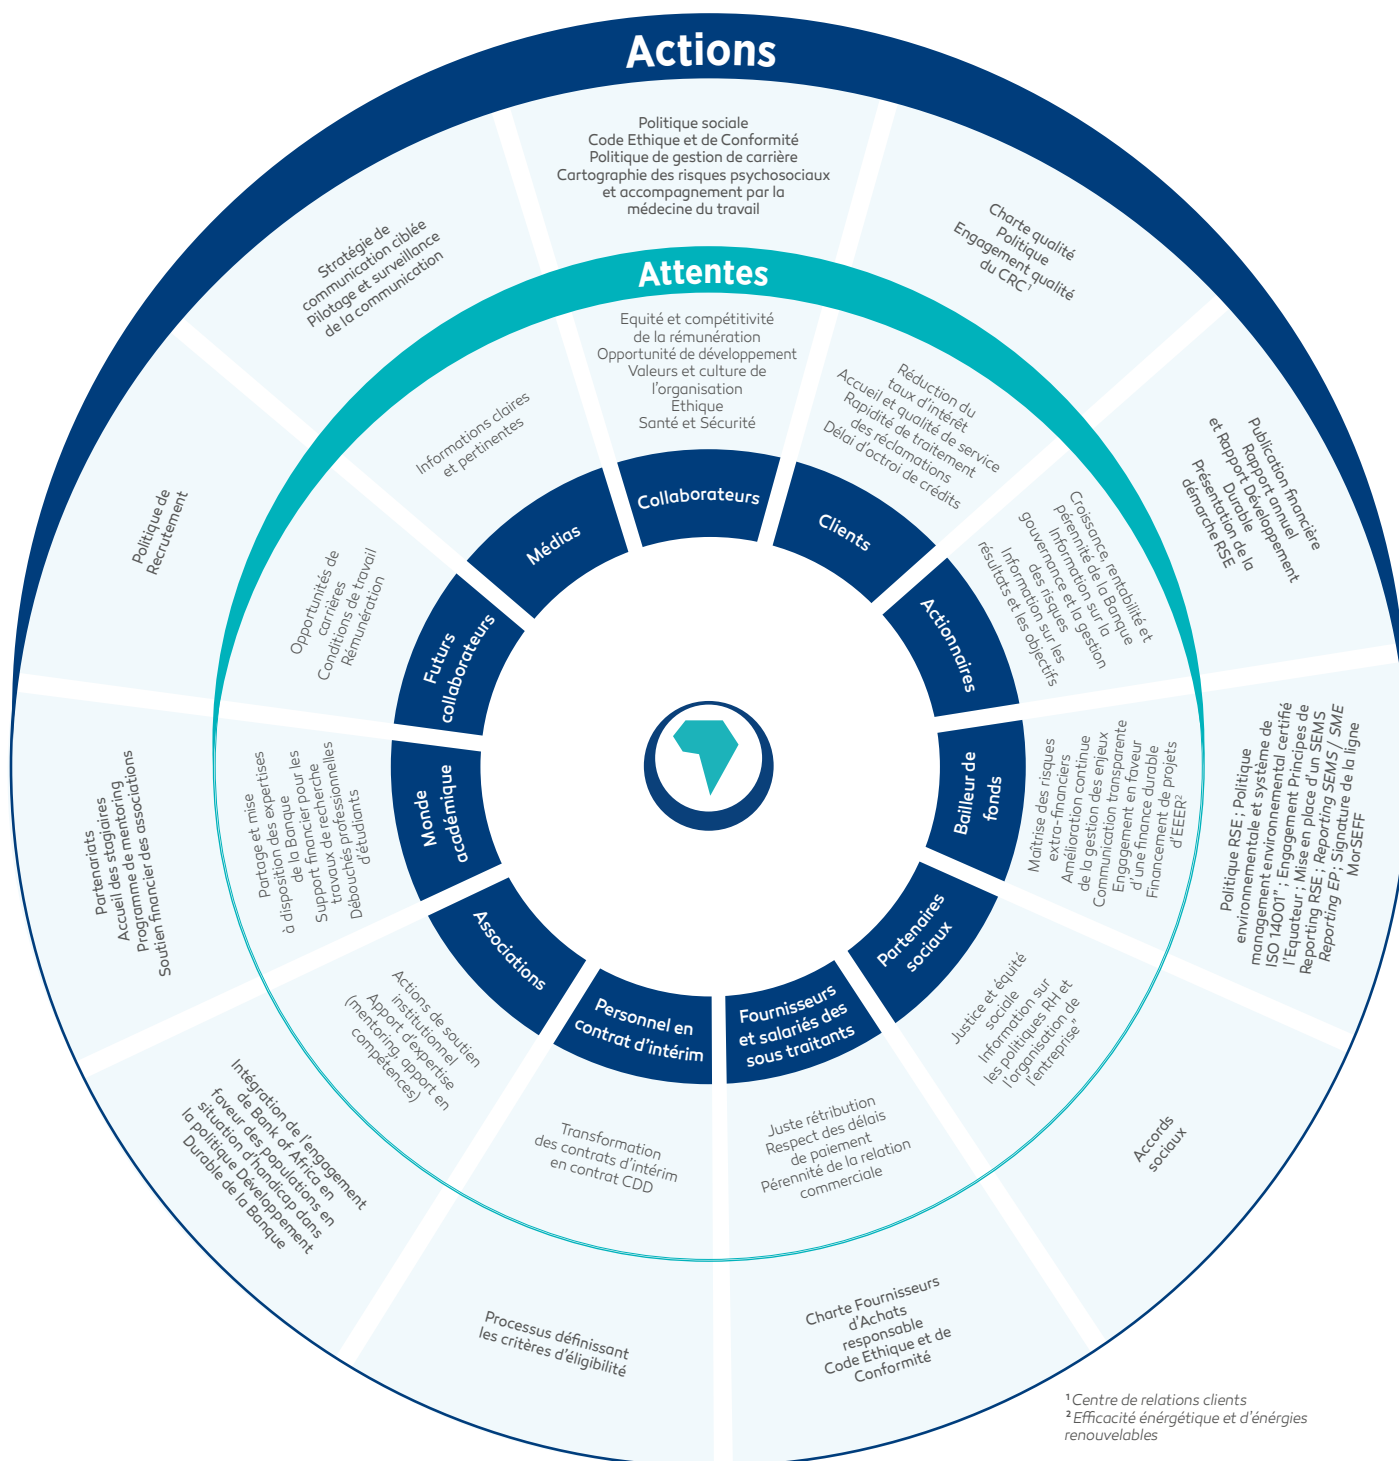 Actions
Politique sociale
Code Ethique et de Conformité
Politique de gestion de carrière
Cartographie des risques psychosociaux
et accompagnement par la
médecine du travail
Charte qualité
Politique
Engagement qualité
du CRC¹
Publication financière
Rapport annuel
et Rapport Développement
Durable
Présentation de la
démarche RSE
Politique RSE ; Politique
environnementale et système de
management environnemental certifié
ISO 14001" ; Engagement Principes de
l'Equateur ; Mise en place d'un SEMS
Reporting RSE ; Reporting SEMS / SME
Reporting EP ; Signature de la ligne
MorSEFF
Accords
sociaux
Charte Fournisseurs
d'Achats
responsable
Code Ethique et de
Conformité
Processus définissant
les critères d'éligibilité
Intégration de l'engagement
de Bank of Africa en
faveur des populations en
situation d'handicap dans
la politique Développement
Durable de la Banque
Partenariats
Accueil des stagiaires
Programme de mentoring
Programme des associations
Soutien financier des associations
Politique de
Recrutement
Stratégie de
communication ciblée
Pilotage et surveillance
de la communication
Attentes
Equité et compétitivité
de la rémunération
Opportunité de développement
Valeurs et culture de
l'organisation
Ethique
Santé et Sécurité
Réduction du
taux d'intérêt
Accueil et qualité de service
Rapidité de traitement
des réclamations
Délai d'octroi de crédits
Croissance, rentabilité et
pérennité de la Banque
Information sur la
gouvernance et la gestion
des risques
Information sur les
résultats et les objectifs
Maîtrise des risques
extra-financiers
Amélioration continue
de la gestion des enjeux
Communication transparente
Engagement en faveur
d'une finance durable
Financement de projets
d'EEER²
Justice et équité
sociale
Information sur
les politiques RH et
l'organisation de
l'entreprise"
Juste rétribution
Respect des délais
de paiement
Pérennité de la relation
commerciale
Transformation
des contrats d'intérim
en contrat CDD
Actions de soutien
institutionnel
Apport d'expertise
(mentoring, apport en
compétences)
Partage et mise
à disposition des expertises
de la Banque
Support financier pour les
travaux de recherche
Débouchés professionnelles
d'étudiants
Opportunités de
carrières
Conditions de travail
Rémunération
Informations claires
et pertinentes
Collaborateurs
Clients
Actionnaires
Bailleur de
fonds
Partenaires
sociaux
Fournisseurs
et salariés des
sous traitants
Personnel en
contrat d'intérim
Associations
Monde
académique
Futurs
collaborateurs
Médias
¹ Centre de relations clients
² Efficacité énérgétique et d'énérgies
renouvelables